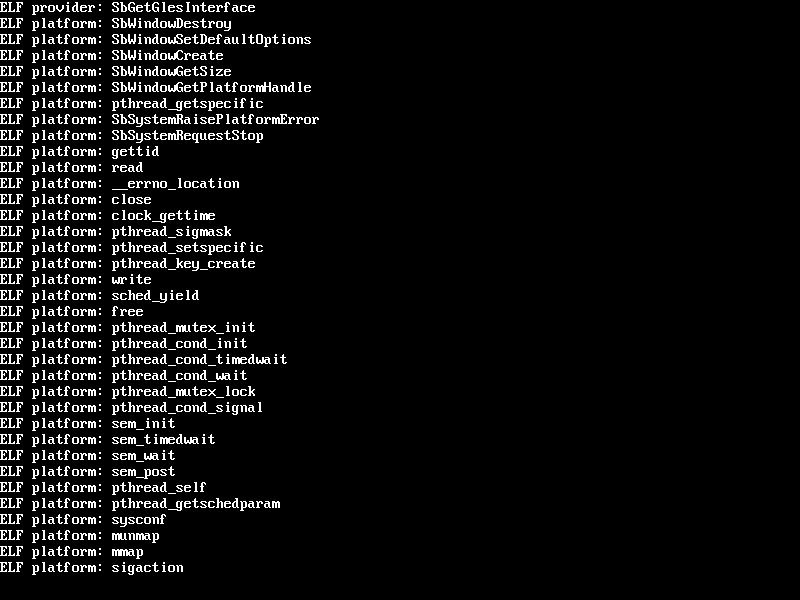 ELF provider: SbGetGlesInterface
ELF platform: SbWindowDestroy
ELF platform: SbWindowSetDefaultOptions
ELF platform: SbWindowCreate
ELF platform: SbWindowGetSize
ELF platform: SbWindowGetPlatformHandle
ELF platform: pthread_getspecific
ELF platform: SbSystemRaisePlatformError
ELF platform: SbSystemRequestStop
ELF platform: gettid
ELF platform: read
ELF platform: __errno_location
ELF platform: close
ELF platform: clock_gettime
ELF platform: pthread_sigmask
ELF platform: pthread_setspecific
ELF platform: pthread_key_create
ELF platform: write
ELF platform: sched_yield
ELF platform: free
ELF platform: pthread_mutex_init
ELF platform: pthread_cond_init
ELF platform: pthread_cond_timedwait
ELF platform: pthread_cond_wait
ELF platform: pthread_mutex_lock
ELF platform: pthread_cond_signal
ELF platform: sem_init
ELF platform: sem_timedwait
ELF platform: sem_wait
ELF platform: sem_post
ELF platform: pthread_self
ELF platform: pthread_getschedparam
ELF platform: sysconf
ELF platform: munmap
ELF platform: mmap
ELF platform: sigaction